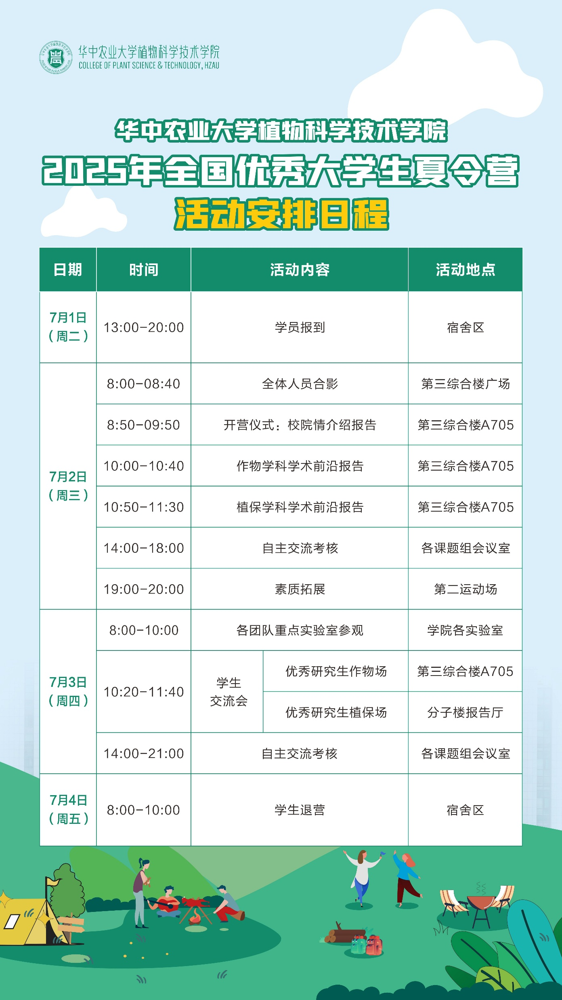 华中农业大学植物科学技术学院
COLLEGE OF PLANT SCIENCE & TECHNOLOGY, HZAU
华中农业大学植物科学技术学院
2025年全国优秀大学生夏令营
活动安排日程
日期 时间 活动内容 活动地点
7月1日
（周二）
13:00-20:00 学员报到 宿舍区
7月2日
（周三）
8:00-08:40 全体人员合影 第三综合楼广场
8:50-09:50 开营仪式：校院情介绍报告 第三综合楼A705
10:00-10:40 作物学科学术前沿报告 第三综合楼A705
10:50-11:30 植保学科学术前沿报告 第三综合楼A705
14:00-18:00 自主交流考核 各课题组会议室
19:00-20:00 素质拓展 第二运动场
7月3日
（周四）
8:00-10:00 各团队重点实验室参观 学院各实验室
10:20-11:40
学生
交流会
优秀研究生作物场 第三综合楼A705
优秀研究生植保场 分子楼报告厅
14:00-21:00 自主交流考核 各课题组会议室
7月4日
（周五）
8:00-10:00 学生退营 宿舍区